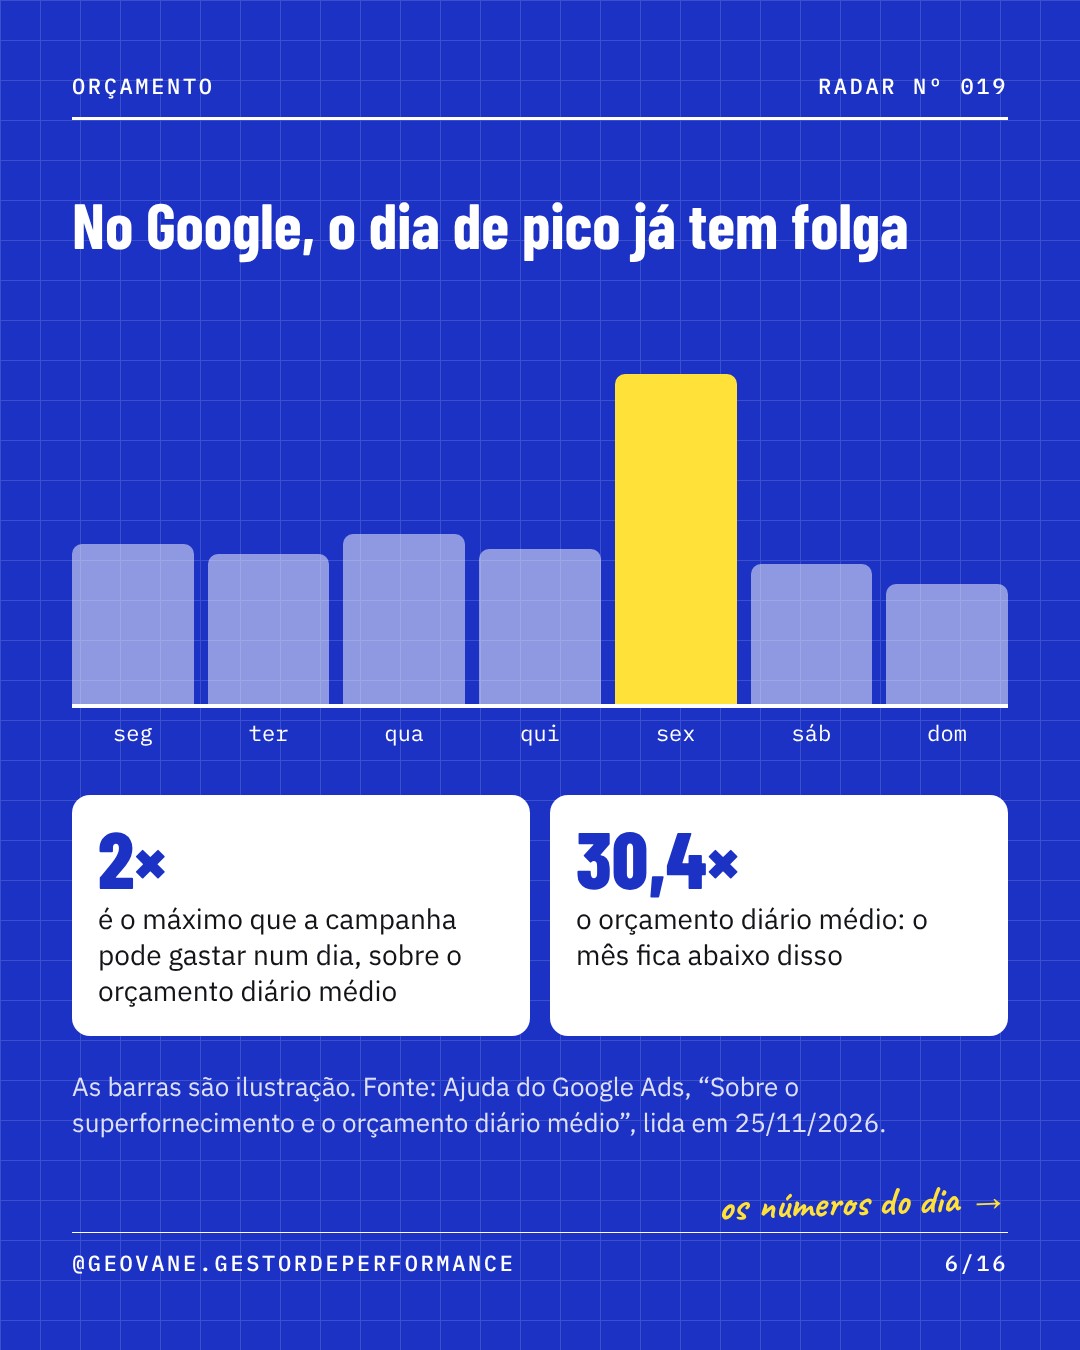 ORÇAMENTO
RADAR Nº 019
No Google, o dia de pico já tem folga
seg ter qua qui sex sáb dom
2×
é o máximo que a campanha
pode gastar num dia, sobre o
orçamento diário médio
30,4×
o orçamento diário médio: o
mês fica abaixo disso
As barras são ilustração. Fonte: Ajuda do Google Ads, “Sobre o
superfornecimento e o orçamento diário médio”, lida em 25/11/2026.
os números do dia →
@GEOVANE.GESTORDEPERFORMANCE
6/16